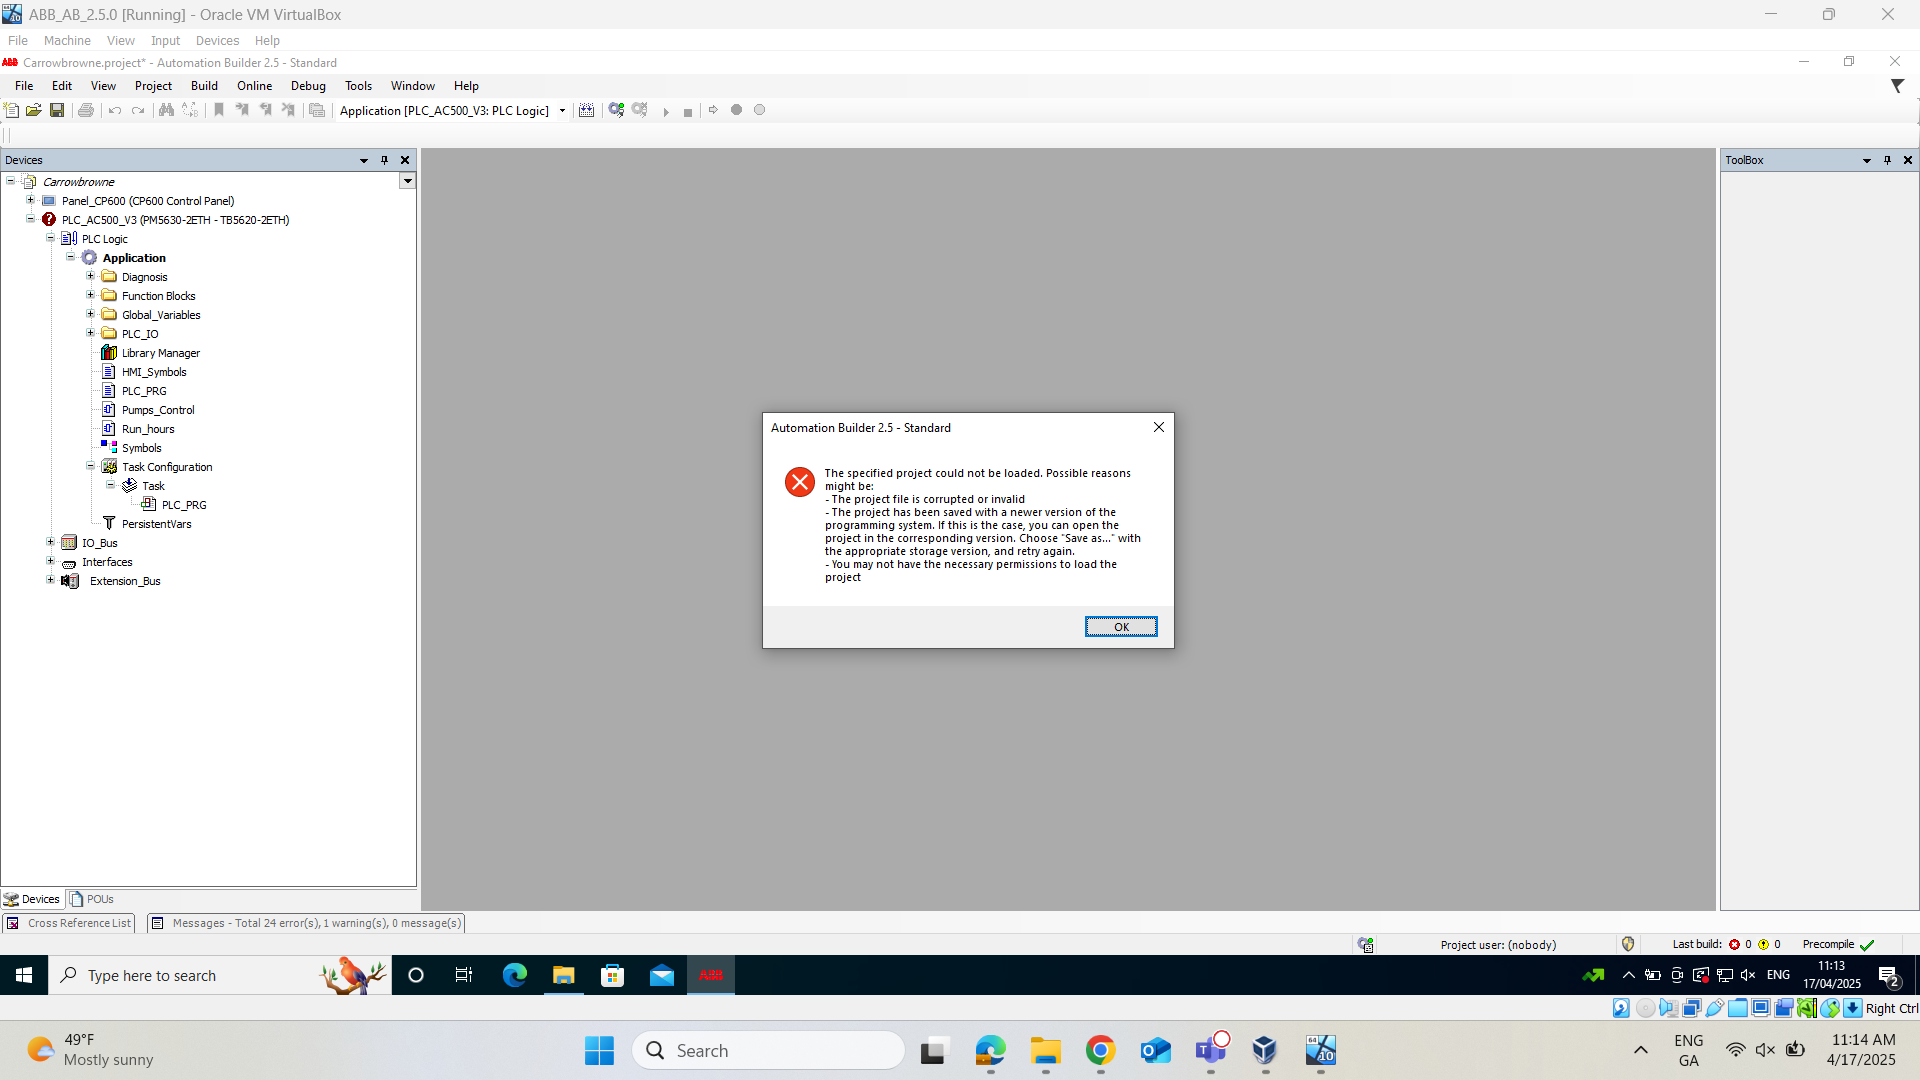 ABB_AB_2.5.0 [Running] - Oracle VM VirtualBox
File Machine View Input Devices Help
ABB Carrowbrowne.project* - Automation Builder 2.5 - Standard
File Edit View Project Build Online Debug Tools Window Help
Application [PLC_AC500_V3: PLC Logic]
Devices
ToolBox
Carrowbrowne
Panel_CP600 (CP600 Control Panel)
PLC_AC500_V3 (PM5630-2ETH - TB5620-2ETH)
PLC Logic
Application
Diagnosis
Function Blocks
Global_Variables
PLC_IO
Library Manager
HMI_Symbols
PLC_PRG
Pumps_Control
Run_hours
Symbols
Task Configuration
Task
PLC_PRG
PersistentVars
IO_Bus
Interfaces
Extension_Bus
Automation Builder 2.5 - Standard
The specified project could not be loaded. Possible reasons
might be:
- The project file is corrupted or invalid
- The project has been saved with a newer version of the
programming system. If this is the case, you can open the
project in the corresponding version. Choose "Save as..." with
the appropriate storage version, and retry again.
- You may not have the necessary permissions to load the
project
OK
Devices POUs
Cross Reference List Messages - Total 24 error(s), 1 warning(s), 0 message(s)
Project user: (nobody) Last build: 0 0 Precompile
Type here to search
ABB
ENG
11:13
17/04/2025
2
Right Ctrl
49°F
Mostly sunny
Search
64
10
ENG
GA
11:14 AM
4/17/2025